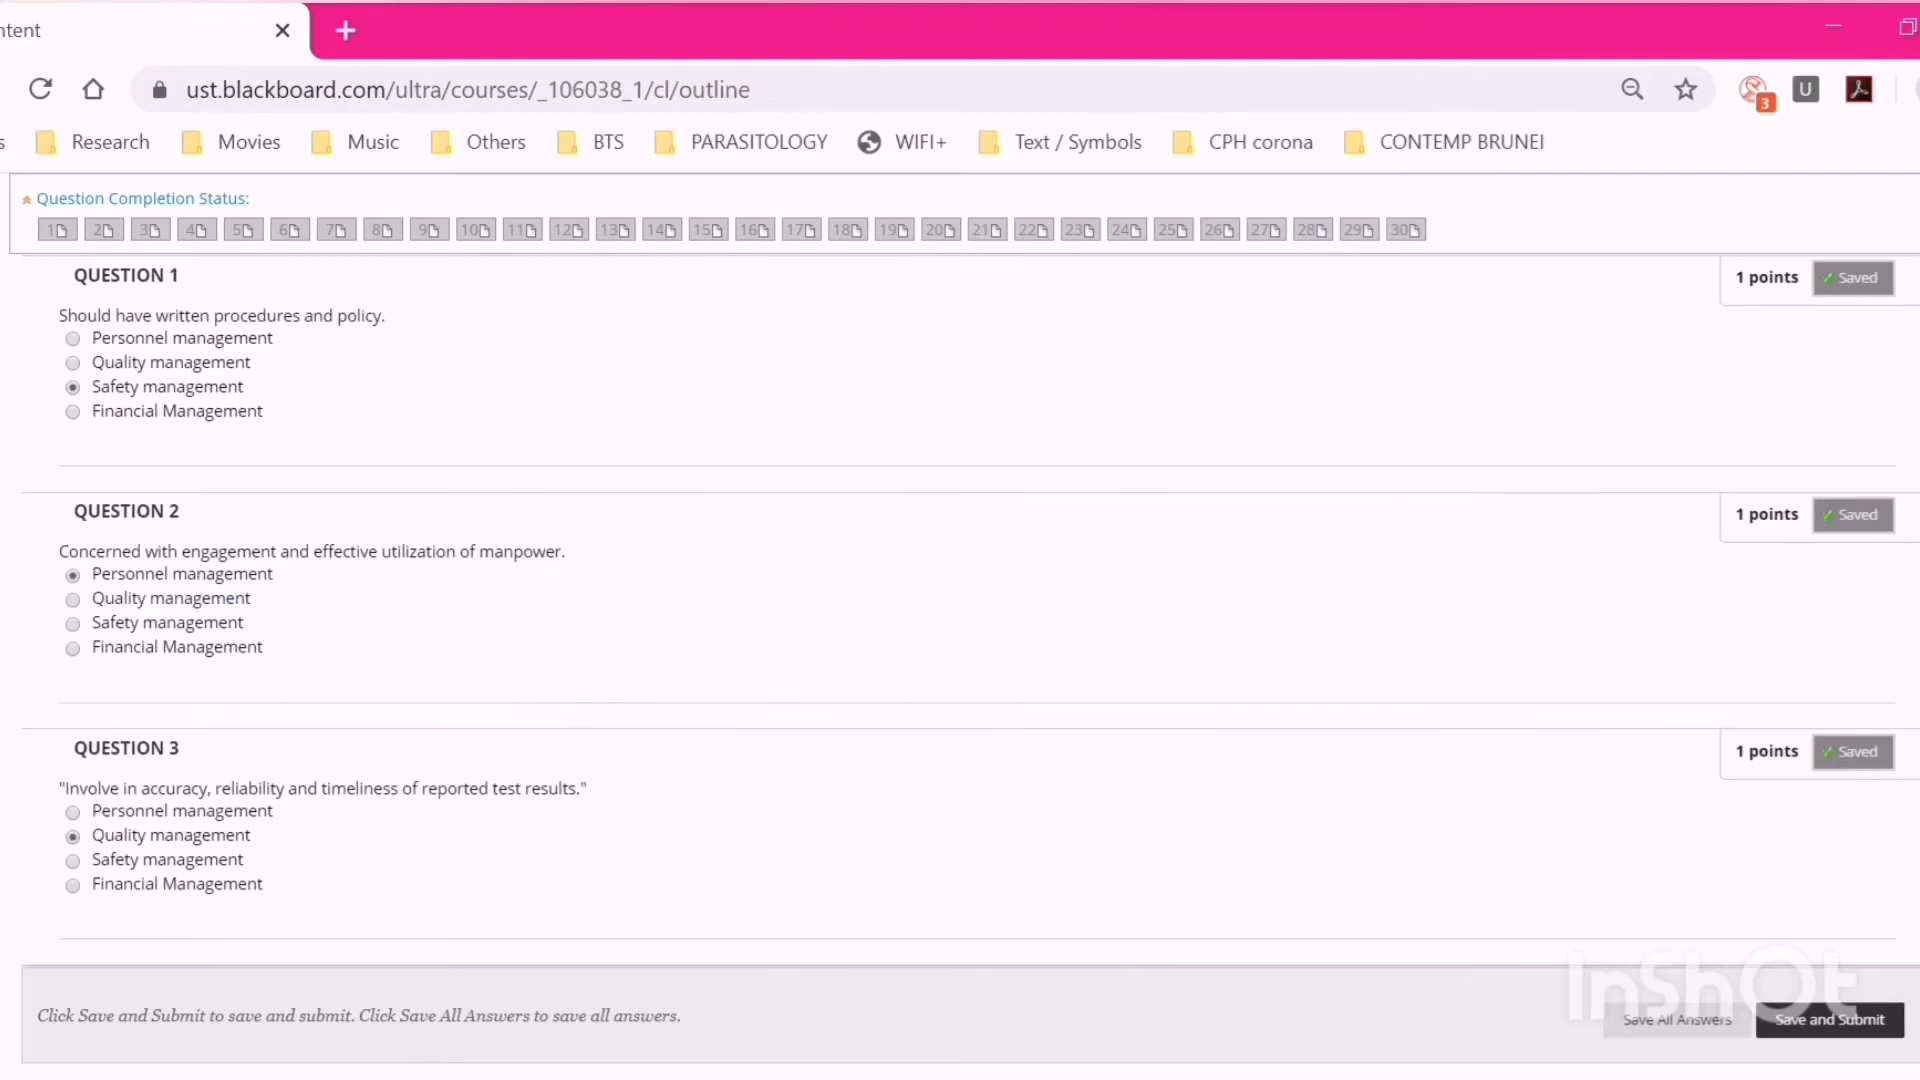 ntent
ust.blackboard.com/ultra/courses/_106038_1/cl/outline
3
U
s Research Movies Music Others BTS PARASITOLOGY WIFI+ Text / Symbols CPH corona CONTEMP BRUNEI
Question Completion Status:
1 2 3 4 5 6 7 8 9 10 11 12 13 14 15 16 17 18 19 20 21 22 23 24 25 26 27 28 29 30
QUESTION 1
1 points Saved
Should have written procedures and policy.
Personnel management
Quality management
Safety management
Financial Management
QUESTION 2
1 points Saved
Concerned with engagement and effective utilization of manpower.
Personnel management
Quality management
Safety management
Financial Management
QUESTION 3
1 points Saved
"Involve in accuracy, reliability and timeliness of reported test results."
Personnel management
Quality management
Safety management
Financial Management
InShOt
Click Save and Submit to save and submit. Click Save All Answers to save all answers.
Save All Answers Save and Submit